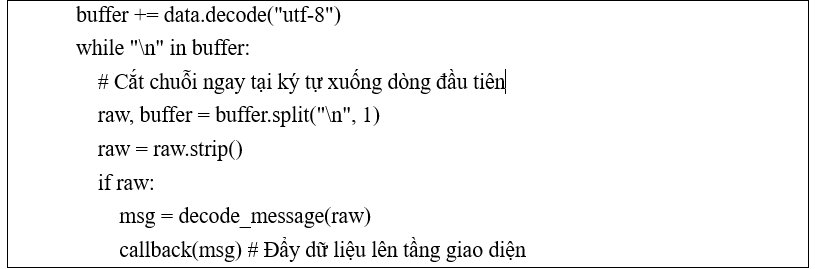 buffer += data.decode("utf-8")
while "\n" in buffer:
# Cắt chuỗi ngay tại ký tự xuống dòng đầu tiên
raw, buffer = buffer.split("\n", 1)
raw = raw.strip()
if raw:
msg = decode_message(raw)
callback(msg) # Đẩy dữ liệu lên tầng giao diện